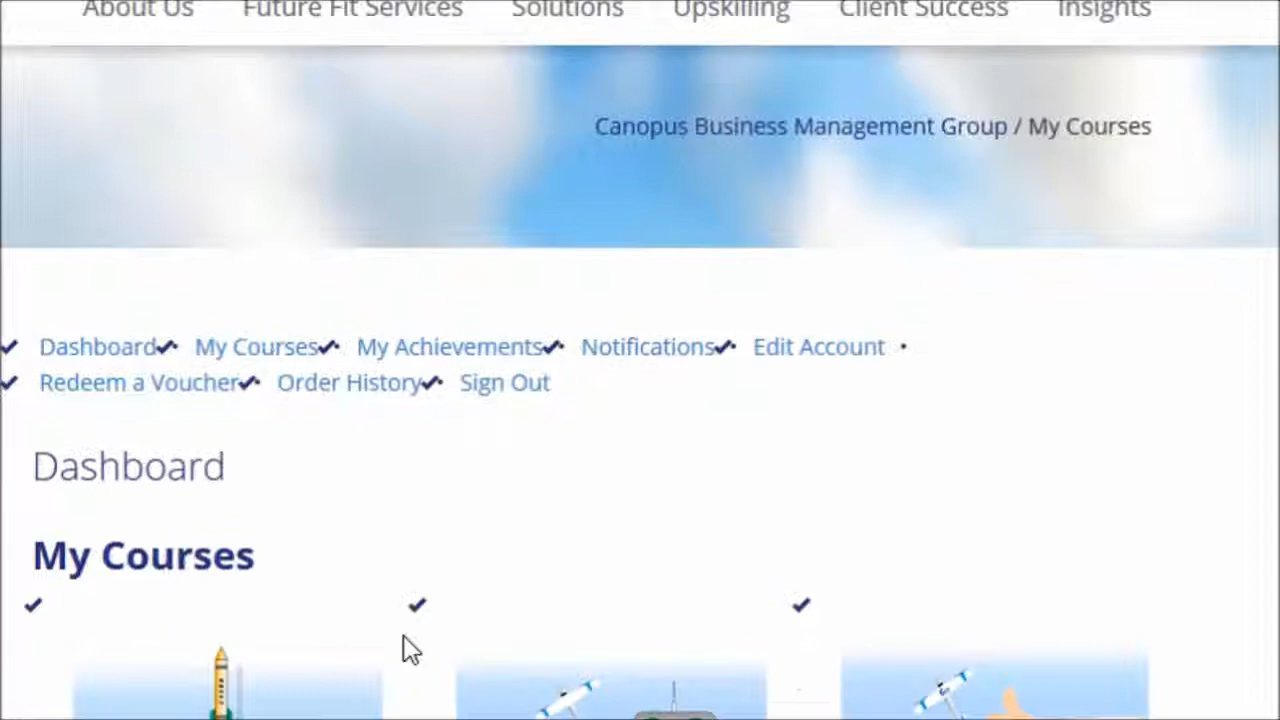 About Us Future Fit Services Solutions Upskilling Client Success Insights
Canopus Business Management Group / My Courses
Dashboard My Courses My Achievements Notifications Edit Account
Redeem a Voucher Order History Sign Out
Dashboard
My Courses